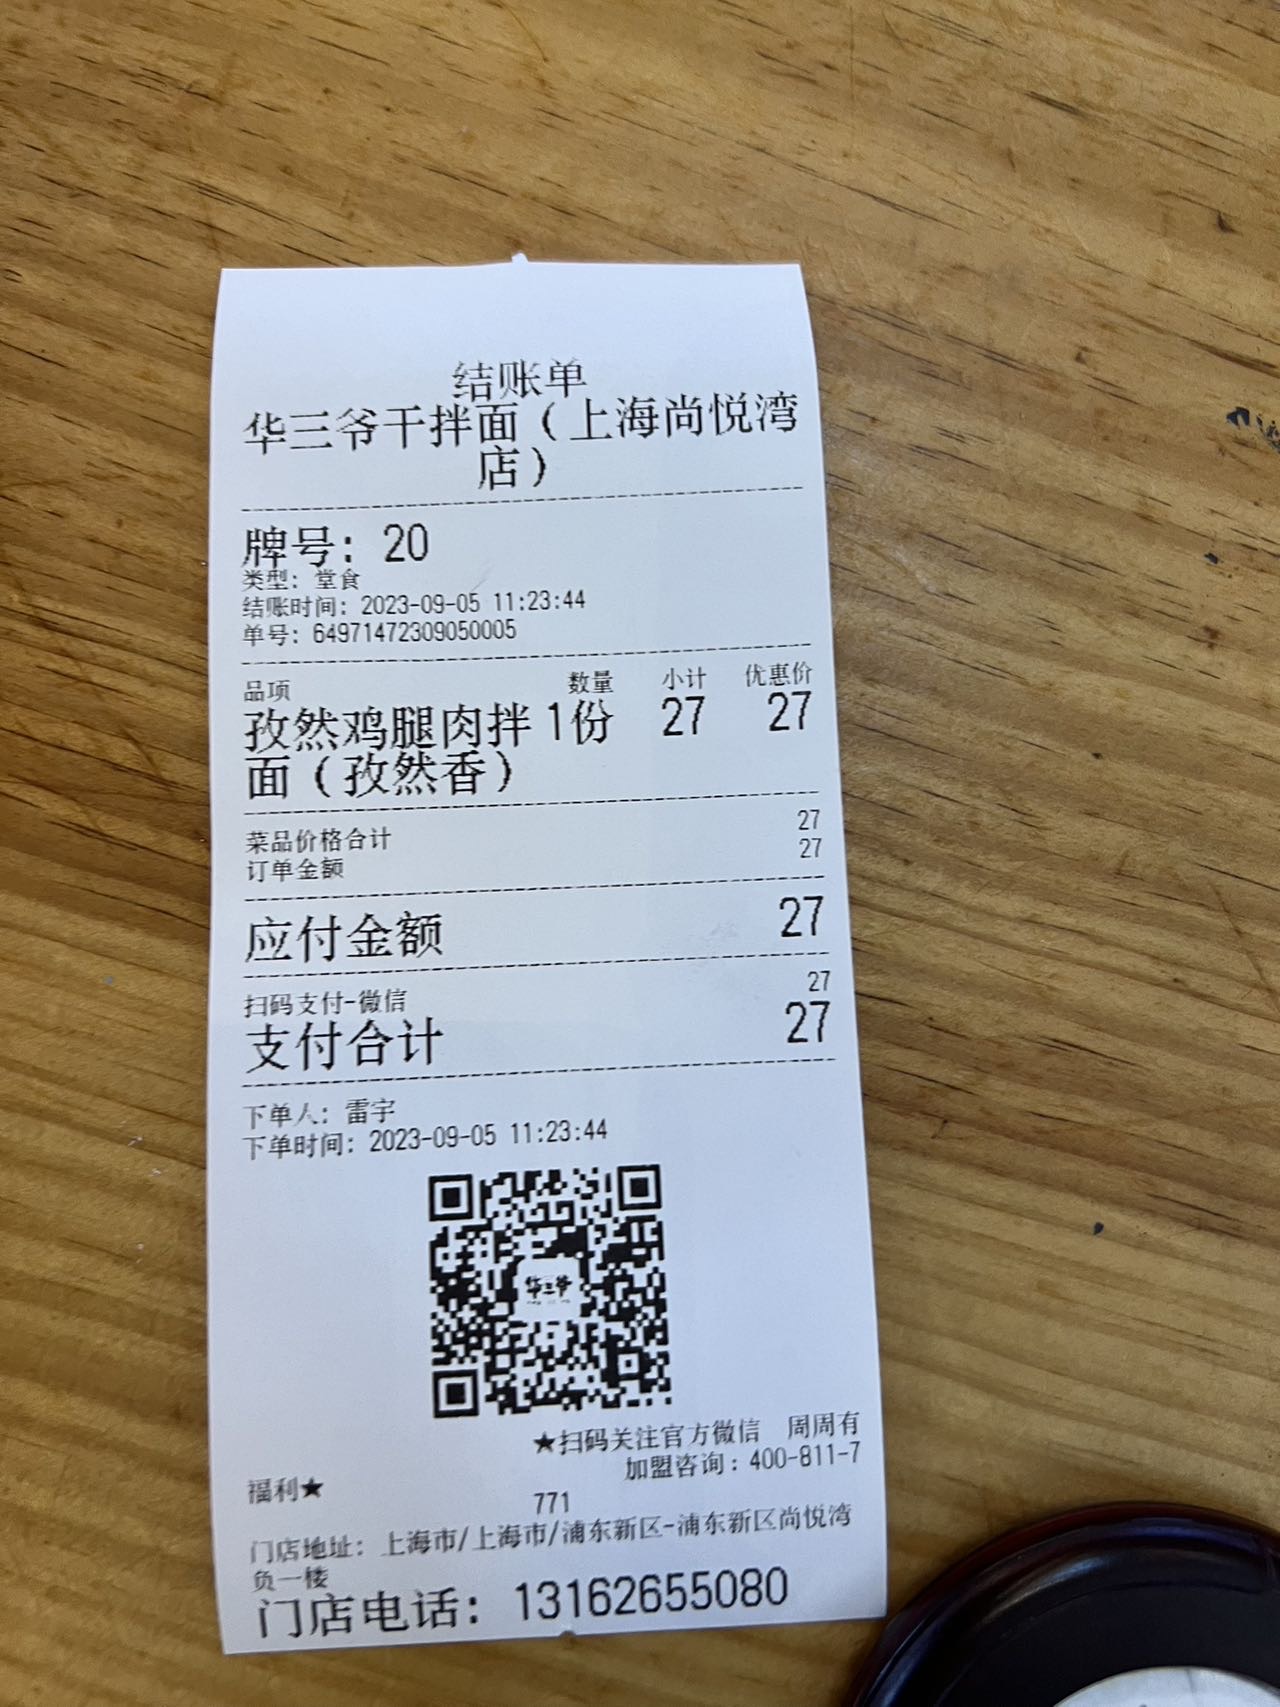 结账单
华三爷干拌面（上海尚悦湾
店）
牌号：20
类型：堂食
结账时间：2023-09-05 11:23:44
单号：64971472309050005
品项 数量 小计 优惠价
孜然鸡腿肉拌 1份 27 27
面（孜然香）
菜品价格合计 27
订单金额 27
应付金额 27
扫码支付-微信 27
支付合计 27
下单人：雷宇
下单时间：2023-09-05 11:23:44
华三爷
★扫码关注官方微信 周周有
福利★
加盟咨询：400-811-7
771
门店地址：上海市/上海市/浦东新区-浦东新区尚悦湾
负一楼
门店电话：13162655080